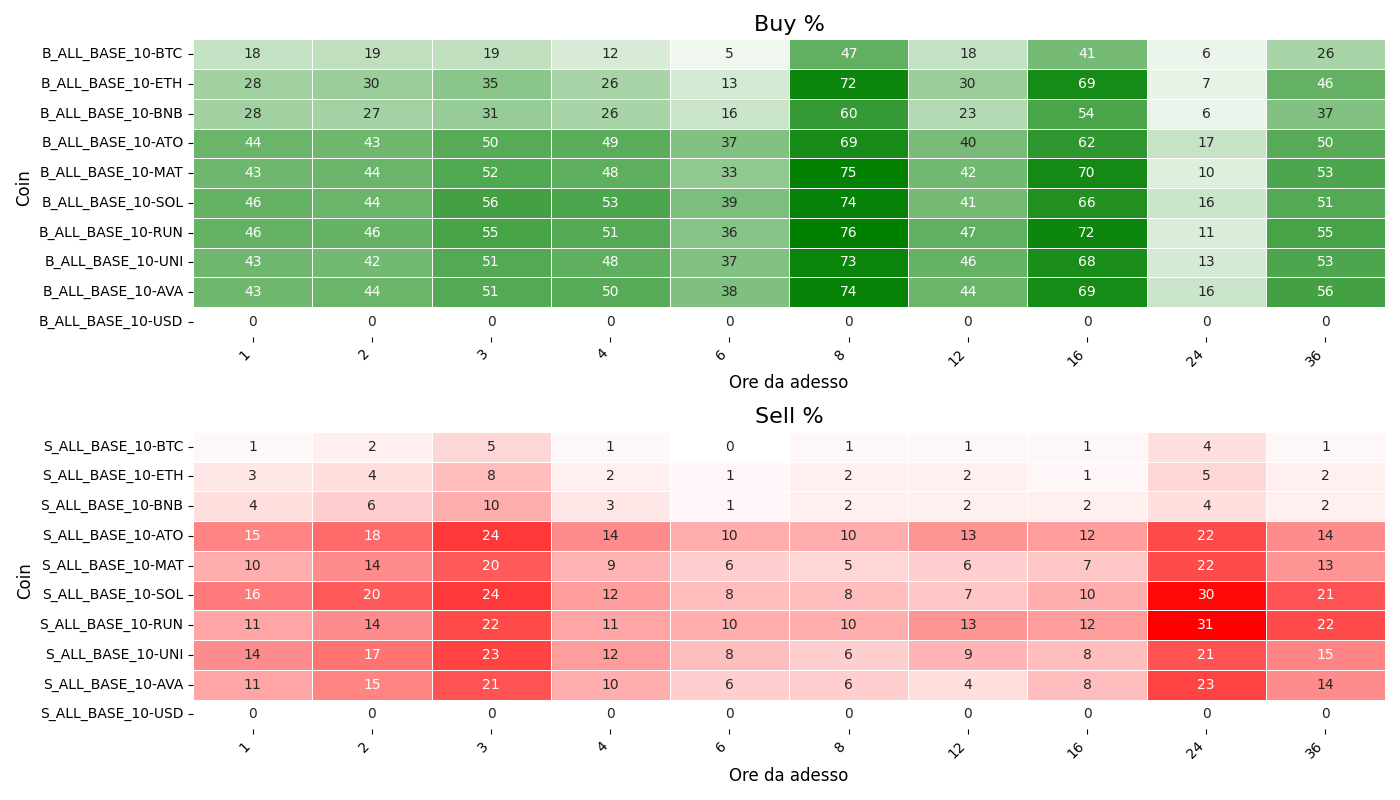 Buy %
Coin
B_ALL_BASE_10-BTC 18 19 19 12 5 47 18 41 6 26
B_ALL_BASE_10-ETH 28 30 35 26 13 72 30 69 7 46
B_ALL_BASE_10-BNB 28 27 31 26 16 60 23 54 6 37
B_ALL_BASE_10-ATO 44 43 50 49 37 69 40 62 17 50
B_ALL_BASE_10-MAT 43 44 52 48 33 75 42 70 10 53
B_ALL_BASE_10-SOL 46 44 56 53 39 74 41 66 16 51
B_ALL_BASE_10-RUN 46 46 55 51 36 76 47 72 11 55
B_ALL_BASE_10-UNI 43 42 51 48 37 73 46 68 13 53
B_ALL_BASE_10-AVA 43 44 51 50 38 74 44 69 16 56
B_ALL_BASE_10-USD 0 0 0 0 0 0 0 0 0 0
1 2 3 4 6 8 12 16 24 36
Ore da adesso
Sell %
Coin
S_ALL_BASE_10-BTC 1 2 5 1 0 1 1 1 4 1
S_ALL_BASE_10-ETH 3 4 8 2 1 2 2 1 5 2
S_ALL_BASE_10-BNB 4 6 10 3 1 2 2 2 4 2
S_ALL_BASE_10-ATO 15 18 24 14 10 10 13 12 22 14
S_ALL_BASE_10-MAT 10 14 20 9 6 5 6 7 22 13
S_ALL_BASE_10-SOL 16 20 24 12 8 8 7 10 30 21
S_ALL_BASE_10-RUN 11 14 22 11 10 10 13 12 31 22
S_ALL_BASE_10-UNI 14 17 23 12 8 6 9 8 21 15
S_ALL_BASE_10-AVA 11 15 21 10 6 6 4 8 23 14
S_ALL_BASE_10-USD 0 0 0 0 0 0 0 0 0 0
1 2 3 4 6 8 12 16 24 36
Ore da adesso